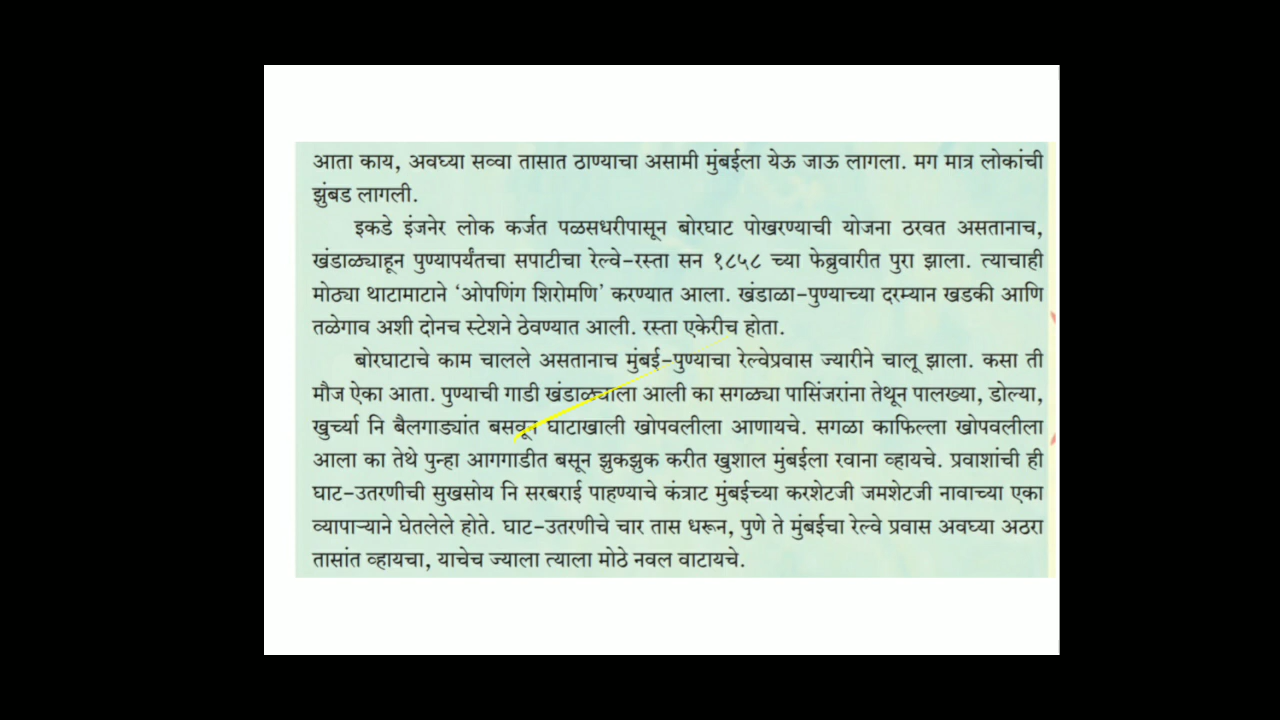 आता काय, अवघ्या सव्वा तासात ठाण्याचा असामी मुंबईला येऊ जाऊ लागला. मग मात्र लोकांची
झुंबड लागली.
इकडे इंजनेर लोक कर्जत पळसधरीपासून बोरघाट पोखरण्याची योजना ठरवत असतानाच,
खंडाळ्याहून पुण्यापर्यंतचा सपाटीचा रेल्वे-रस्ता सन १८५८ च्या फेब्रुवारीत पुरा झाला. त्याचाही
मोठ्या थाटामाटाने ‘ओपणिंग शिरोमणि’ करण्यात आला. खंडाळा-पुण्याच्या दरम्यान खडकी आणि
तळेगाव अशी दोनच स्टेशने ठेवण्यात आली. रस्ता एकेरीच होता.
बोरघाटाचे काम चालले असतानाच मुंबई-पुण्याचा रेल्वेप्रवास ज्यारीने चालू झाला. कसा ती
मौज ऐका आता. पुण्याची गाडी खंडाळ्याला आली का सगळ्या पासिंजरांना तेथून पालख्या, डोल्या,
खुर्च्या नि बैलगाड्यांत बसवून घाटाखाली खोपवलीला आणायचे. सगळा काफिल्ला खोपवलीला
आला का तेथे पुन्हा आगगाडीत बसून झुकझुक करीत खुशाल मुंबईला रवाना व्हायचे. प्रवाशांची ही
घाट-उतरणीची सुखसोय नि सरबराई पाहण्याचे कंत्राट मुंबईच्या करशेटजी जमशेटजी नावाच्या एका
व्यापाऱ्याने घेतलेले होते. घाट-उतरणीचे चार तास धरून, पुणे ते मुंबईचा रेल्वे प्रवास अवघ्या अठरा
तासांत व्हायचा, याचेच ज्याला त्याला मोठे नवल वाटायचे.